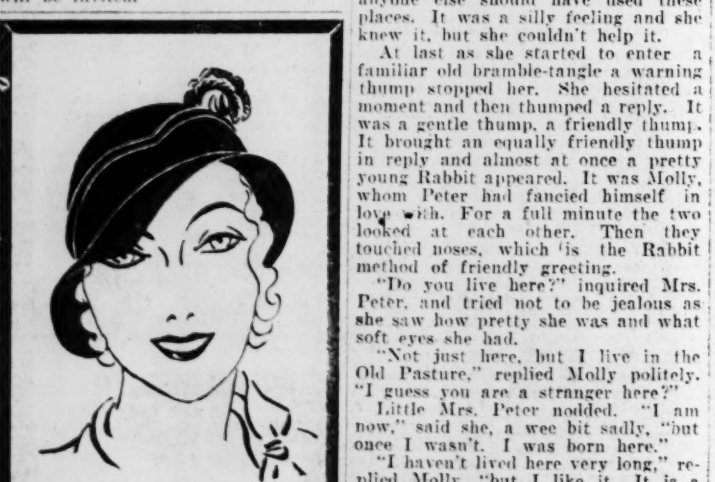 anyone else should have used these
places. It was a silly feeling and she
knew it, but she couldn't help it.
At last as she started to enter a
familiar old bramble-tangle a warning
thump stopped her. She hesitated a
moment and then thumped a reply. It
was a gentle thump, a friendly thump.
It brought an equally friendly thump
in reply and almost at once a pretty
young Rabbit appeared. It was Molly,
whom Peter had fancied himself in
love with. For a full minute the two
looked at each other. Then they
touched noses, which is the Rabbit
method of friendly greeting.
"Do you live here?" inquired Mrs.
Peter, and tried not to be jealous as
she saw how pretty she was and what
soft eyes she had.
"Not just here, but I live in the
Old Pasture," replied Molly politely.
"I guess you are a stranger here?"
Little Mrs. Peter nodded. "I am
now," said she, a wee bit sadly, "but
once I wasn't. I was born here."
"I haven't lived here very long," re-
plied Molly, "but I like it. It is a